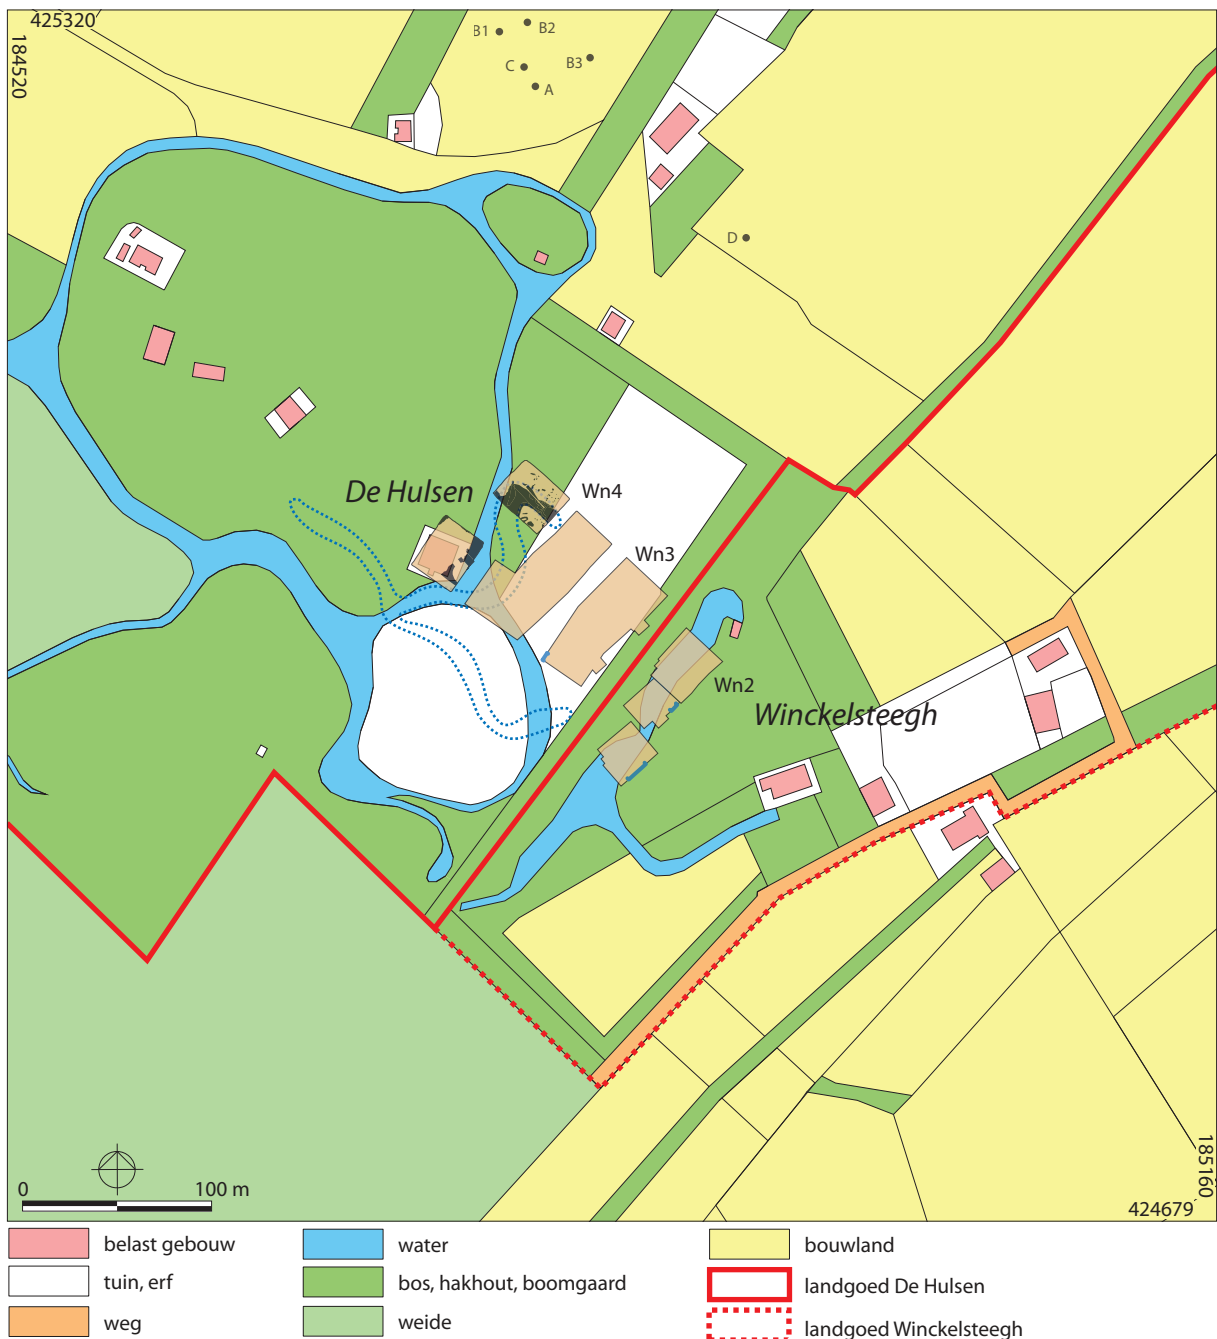 425320
184520
B1
B2
C
B3
A
D
De Hulsen
Wn4
Wn3
Wn2
Winckelsteegh
0 100 m
185160
424679
belast gebouw
water
bouwland
tuin, erf
bos, hakhout, boomgaard
landgoed De Hulsen
weg
weide
landgoed Winckelsteegh